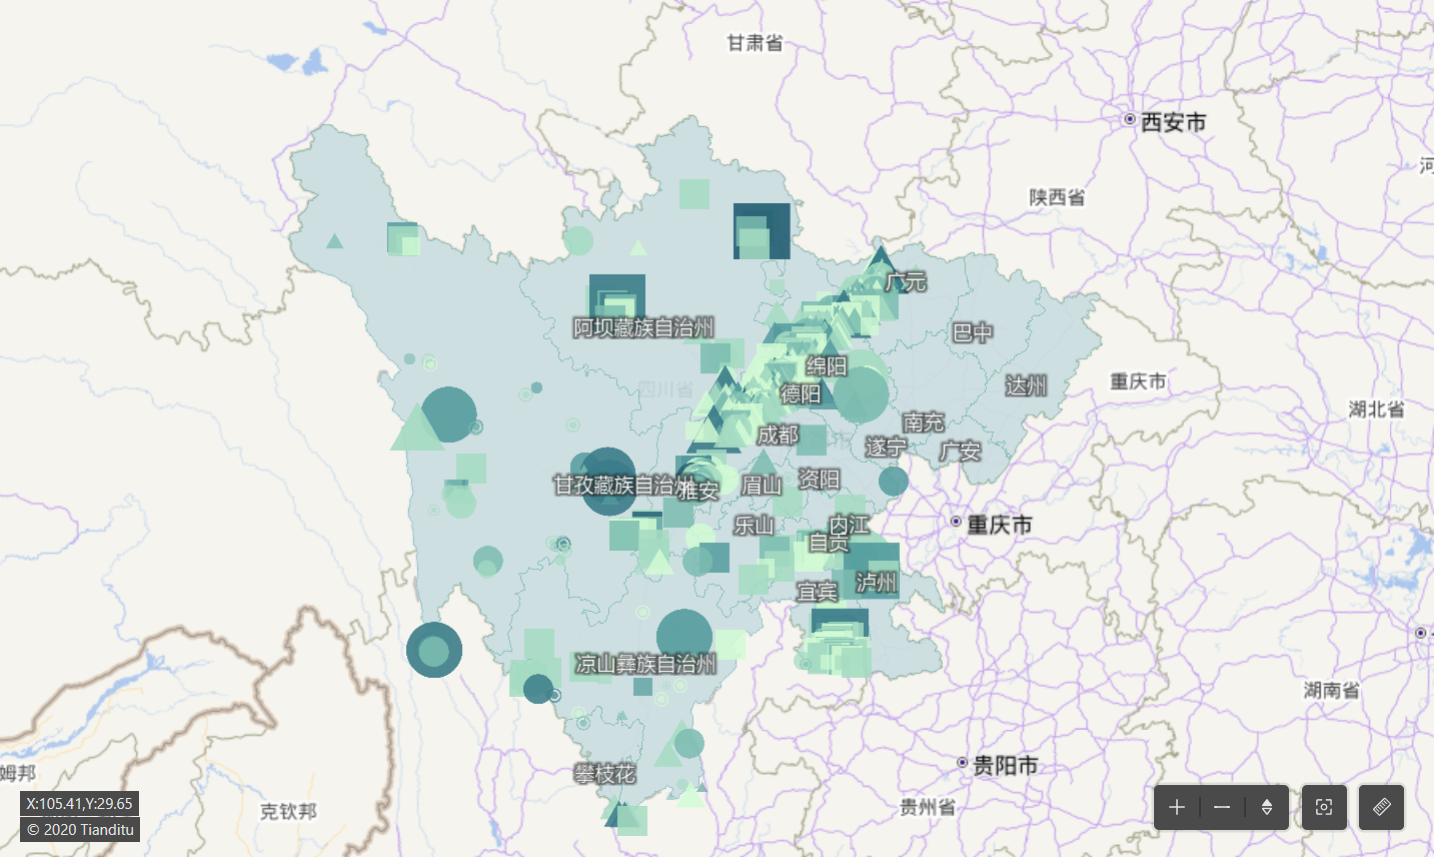 甘肃省
西安市
陕西省
广元
阿坝藏族自治州
巴中
绵阳
重庆市
达州
四川省
德阳
湖北省
南充
成都
遂宁
广安
甘孜藏族自治州
雅安
眉山
资阳
乐山
内江
重庆市
自贡
泸州
宜宾
凉山彝族自治州
湖南省
贵阳市
攀枝花
姆邦
X:105.41,Y:29.65
克钦邦
贵州省
© 2020 Tianditu